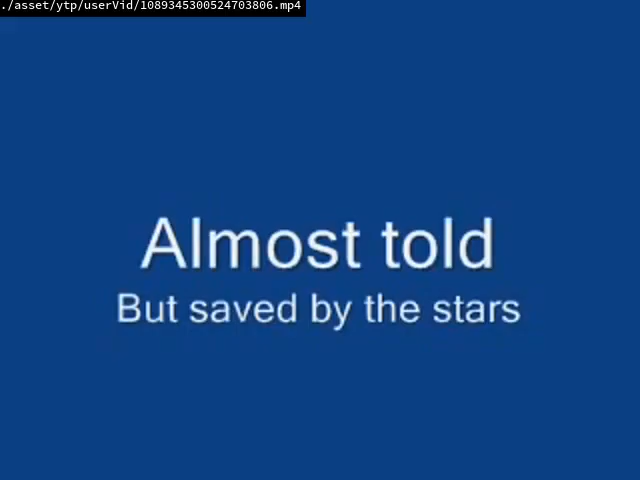 ./asset/ytp/userVid/1089345300524703806.mp4
Almost told
But saved by the stars